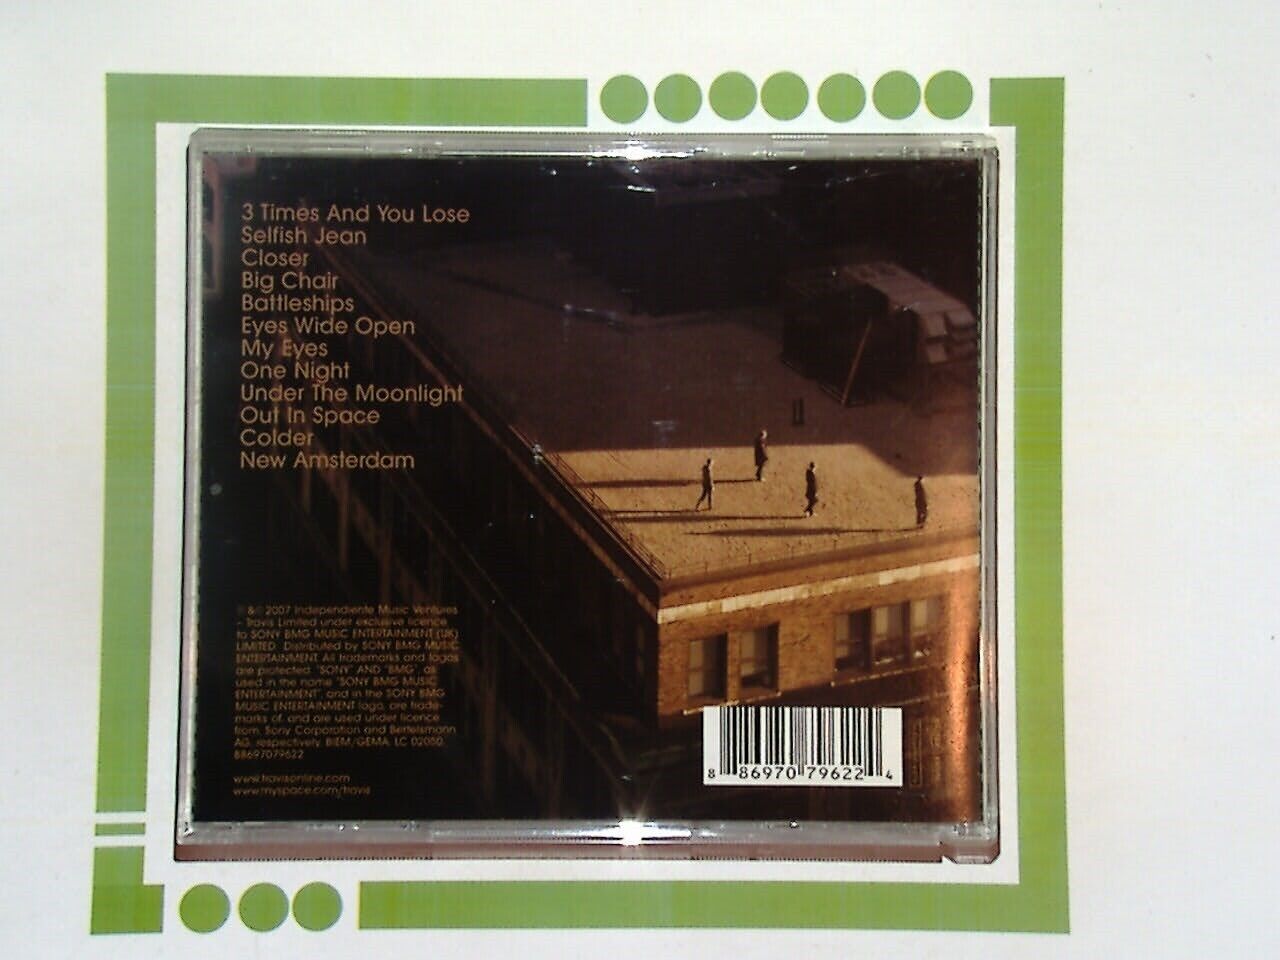 3 Times And You Lose
Selfish Jean
Closer
Big Chair
Battleships
Eyes Wide Open
My Eyes
One Night
Under The Moonlight
Out In Space
Colder
New Amsterdam
℗ & © 2007 Independiente Music Ventures
– Travis Limited under exclusive licence
to SONY BMG MUSIC ENTERTAINMENT (UK)
LIMITED. Distributed by SONY BMG MUSIC
ENTERTAINMENT. All trademarks and logos
are protected. "SONY" AND "BMG", as
used in the name "SONY BMG MUSIC
ENTERTAINMENT", and in the SONY BMG
MUSIC ENTERTAINMENT logo, are trade-
marks of, and are used under licence
from, Sony Corporation and Bertelsmann
AG, respectively. BIEM/GEMA. LC 02080.
88697079622
www.travisonline.com
www.myspace.com/travis
8 86970 79622 4